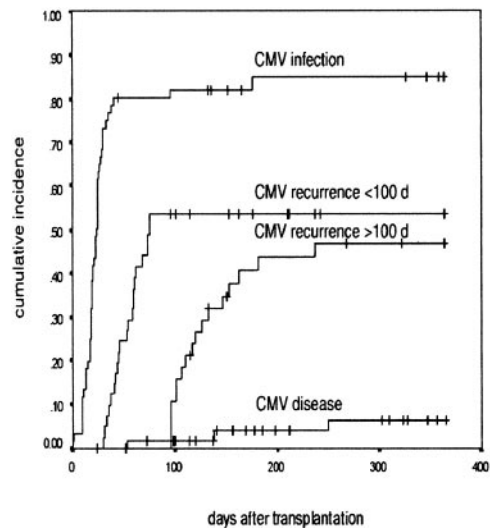 1.00
.90
.80
.70
.60
.50
.40
.30
.20
.10
0.00
cumulative incidence
CMV infection
CMV recurrence <100 d
CMV recurrence >100 d
CMV disease
0
100
200
300
400
days after transplantation